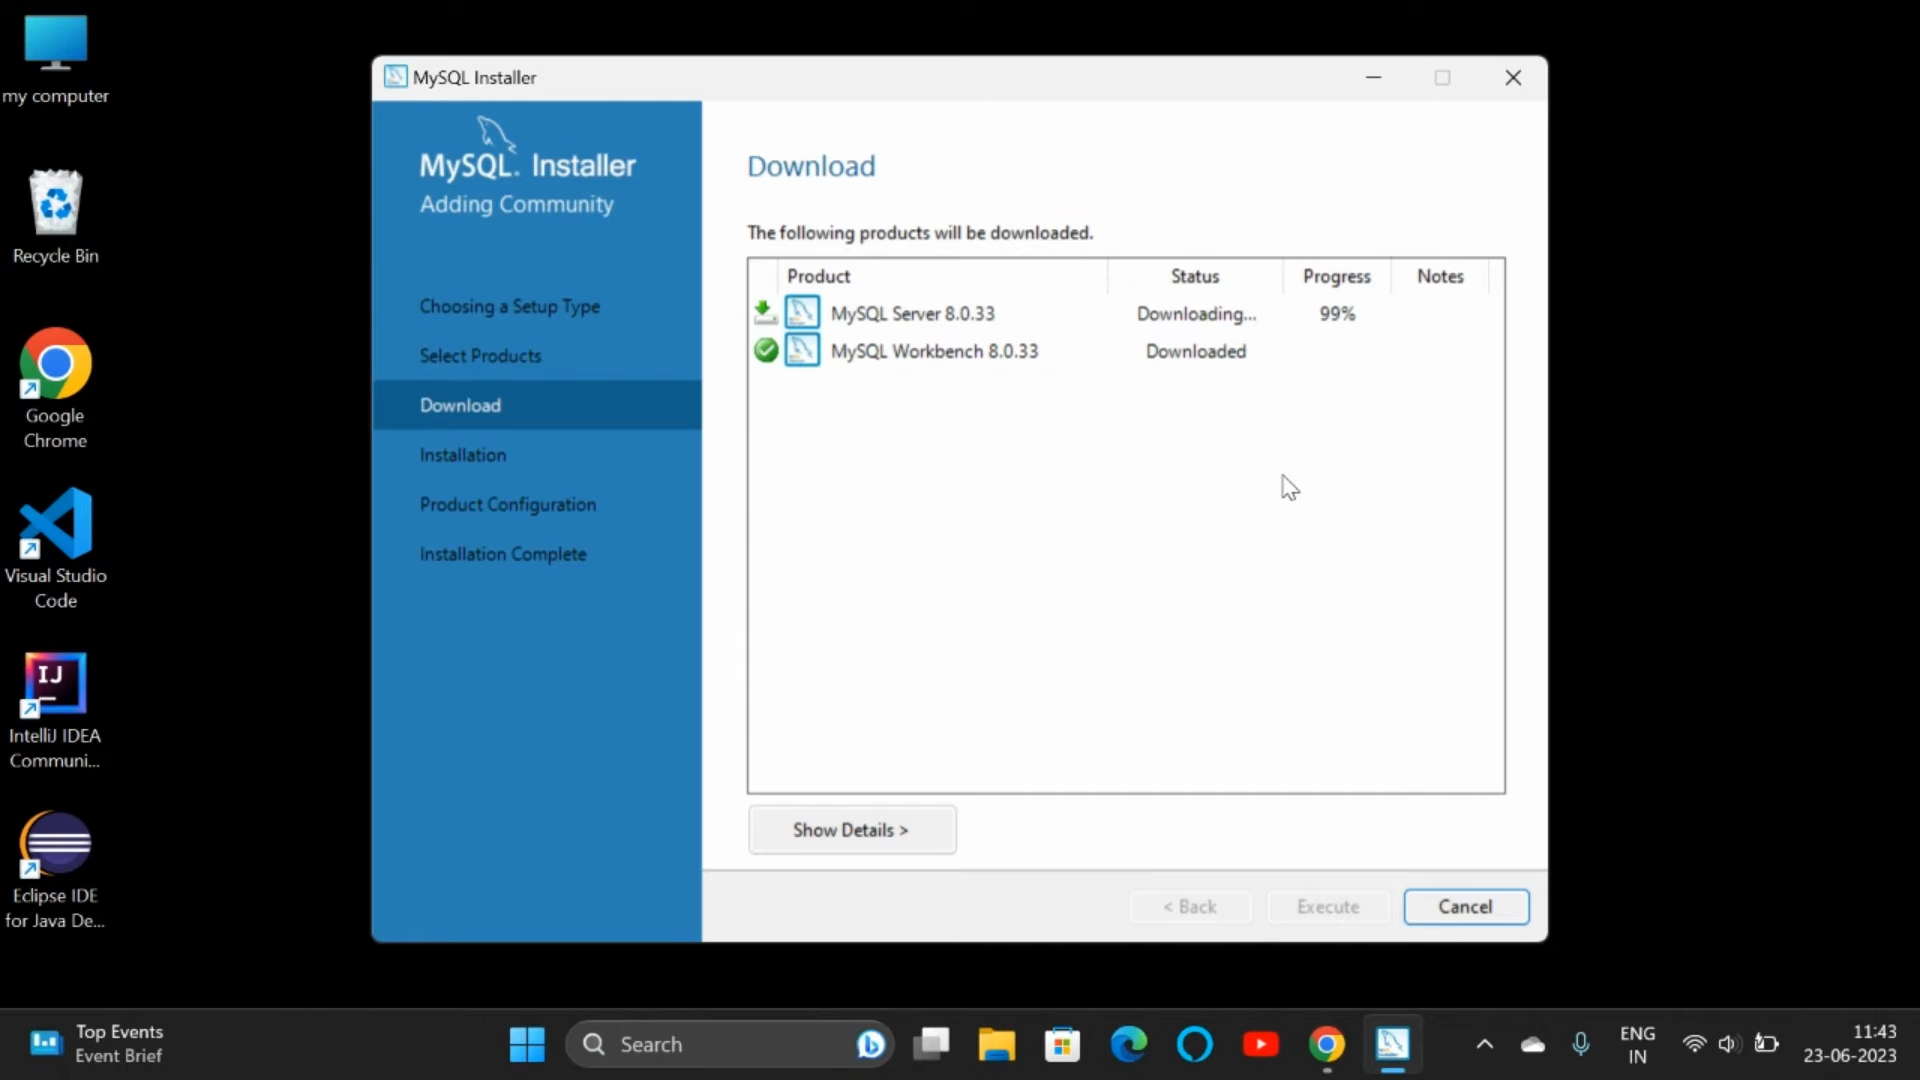 my computer
Recycle Bin
Google
Chrome
Visual Studio
Code
IntelliJ IDEA
Communi...
Eclipse IDE
for Java De...
MySQL Installer
MySQL. Installer
Adding Community
Choosing a Setup Type
Select Products
Download
Installation
Product Configuration
Installation Complete
Download
The following products will be downloaded.
Product Status Progress Notes
MySQL Server 8.0.33 Downloading... 99%
MySQL Workbench 8.0.33 Downloaded
Show Details >
< Back Execute Cancel
Top Events
Event Brief
Search
ENG
IN
11:43
23-06-2023